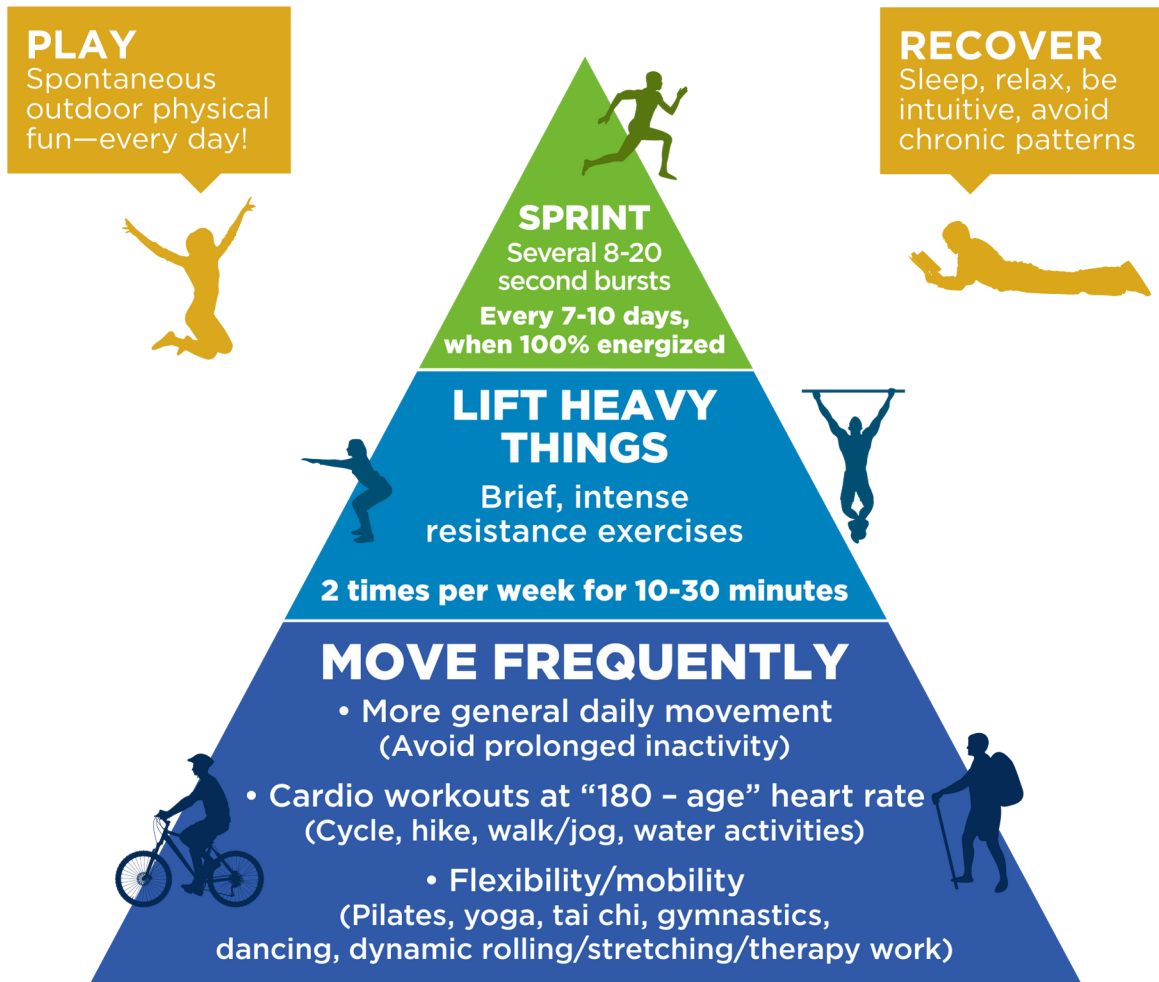 PLAY
Spontaneous
outdoor physical
fun—every day!
RECOVER
Sleep, relax, be
intuitive, avoid
chronic patterns
SPRINT
Several 8-20
second bursts
Every 7-10 days,
when 100% energized
LIFT HEAVY
THINGS
Brief, intense
resistance exercises
2 times per week for 10-30 minutes
MOVE FREQUENTLY
• More general daily movement
(Avoid prolonged inactivity)
• Cardio workouts at “180 – age” heart rate
(Cycle, hike, walk/jog, water activities)
• Flexibility/mobility
(Pilates, yoga, tai chi, gymnastics,
dancing, dynamic rolling/stretching/therapy work)